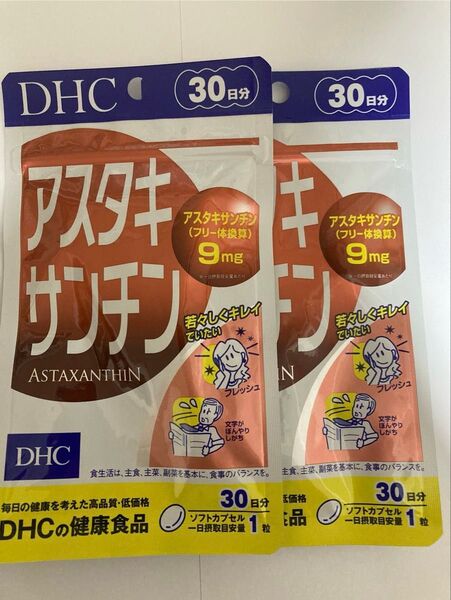 DHC
30日分
アスタキ
サンチン
ASTAXANTHIN
アスタキサンチン
(フリー体換算)
9mg
若々しくキレイ
でいたい
フレッシュ
文字が
ぼんやり
しがち
DHC
食生活は、主食、主菜、副菜を基本に、食事のバランスを。
毎日の健康を考えた高品質・低価格
DHCの健康食品
30日分
ソフトカプセル
一日摂取目安量1粒
30日分
キ
チン
アスタキサンチン
(フリー体換算)
9mg
若々しくキレイ
でいたい
フレッシュ
文字が
ぼんやり
しがち
THIN
主菜、副菜を基本に、食事のバランスを。
質・低価格
食品
30日分
ソフトカプセル
一日摂取目安量1粒